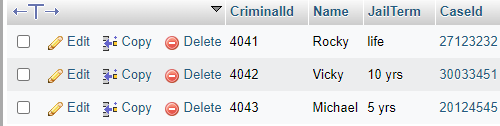 ←T→ CriminalId Name JailTerm CaseId
Edit Copy Delete 4041 Rocky life 27123232
Edit Copy Delete 4042 Vicky 10 yrs 30033451
Edit Copy Delete 4043 Michael 5 yrs 20124545